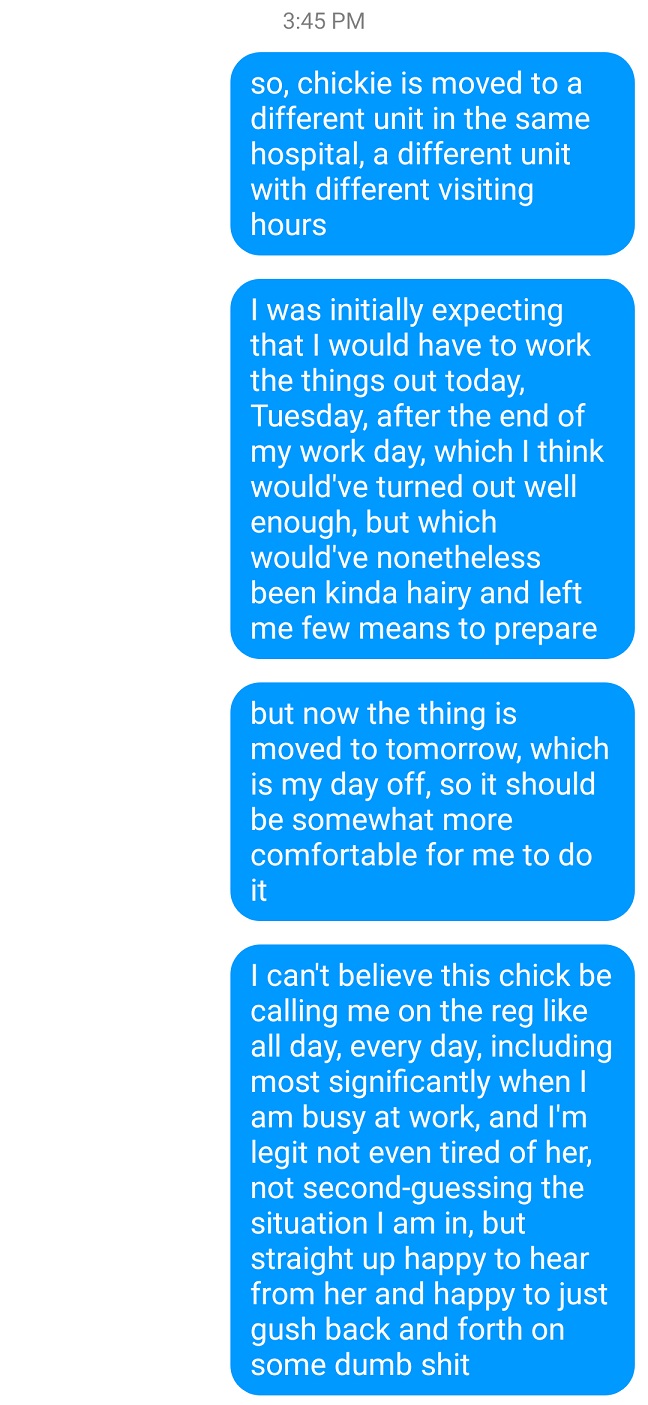 3:45 PM
so, chickie is moved to a
different unit in the same
hospital, a different unit
with different visiting
hours
I was initially expecting
that I would have to work
the things out today,
Tuesday, after the end of
my work day, which I think
would've turned out well
enough, but which
would've nonetheless
been kinda hairy and left
me few means to prepare
but now the thing is
moved to tomorrow, which
is my day off, so it should
be somewhat more
comfortable for me to do
it
I can't believe this chick be
calling me on the reg like
all day, every day, including
most significantly when I
am busy at work, and I'm
legit not even tired of her,
not second-guessing the
situation I am in, but
straight up happy to hear
from her and happy to just
gush back and forth on
some dumb shit